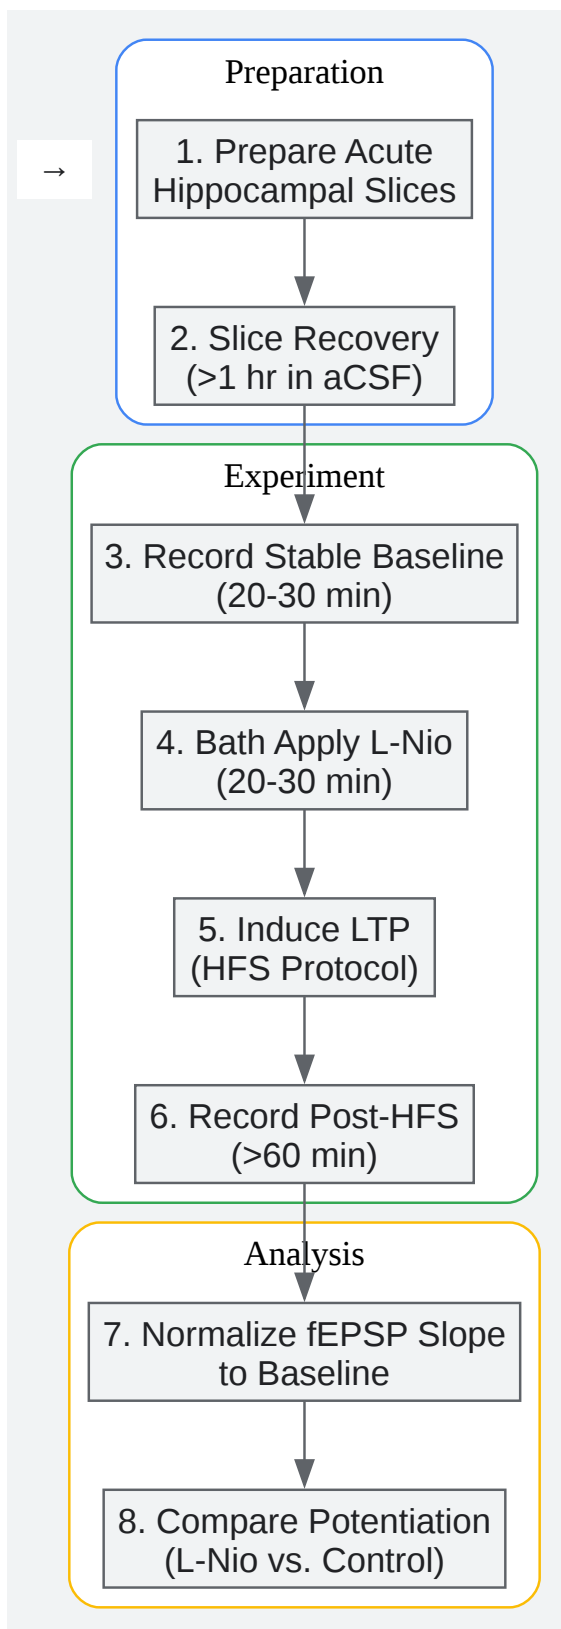 Preparation
→
1. Prepare Acute
Hippocampal Slices
2. Slice Recovery
(>1 hr in aCSF)
Experiment
3. Record Stable Baseline
(20-30 min)
4. Bath Apply L-Nio
(20-30 min)
5. Induce LTP
(HFS Protocol)
6. Record Post-HFS
(>60 min)
Analysis
7. Normalize fEPSP Slope
to Baseline
8. Compare Potentiation
(L-Nio vs. Control)